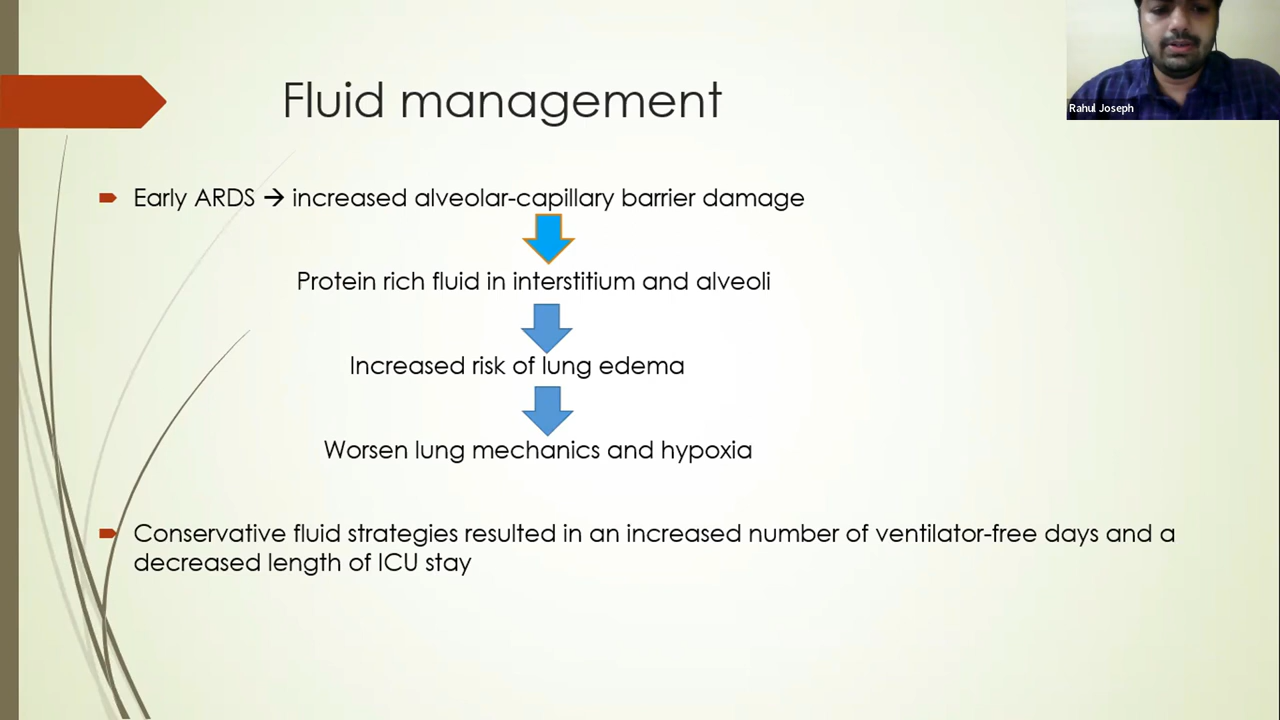 Rahul Joseph
Fluid management
Early ARDS → increased alveolar-capillary barrier damage
Protein rich fluid in interstitium and alveoli
Increased risk of lung edema
Worsen lung mechanics and hypoxia
Conservative fluid strategies resulted in an increased number of ventilator-free days and a
decreased length of ICU stay